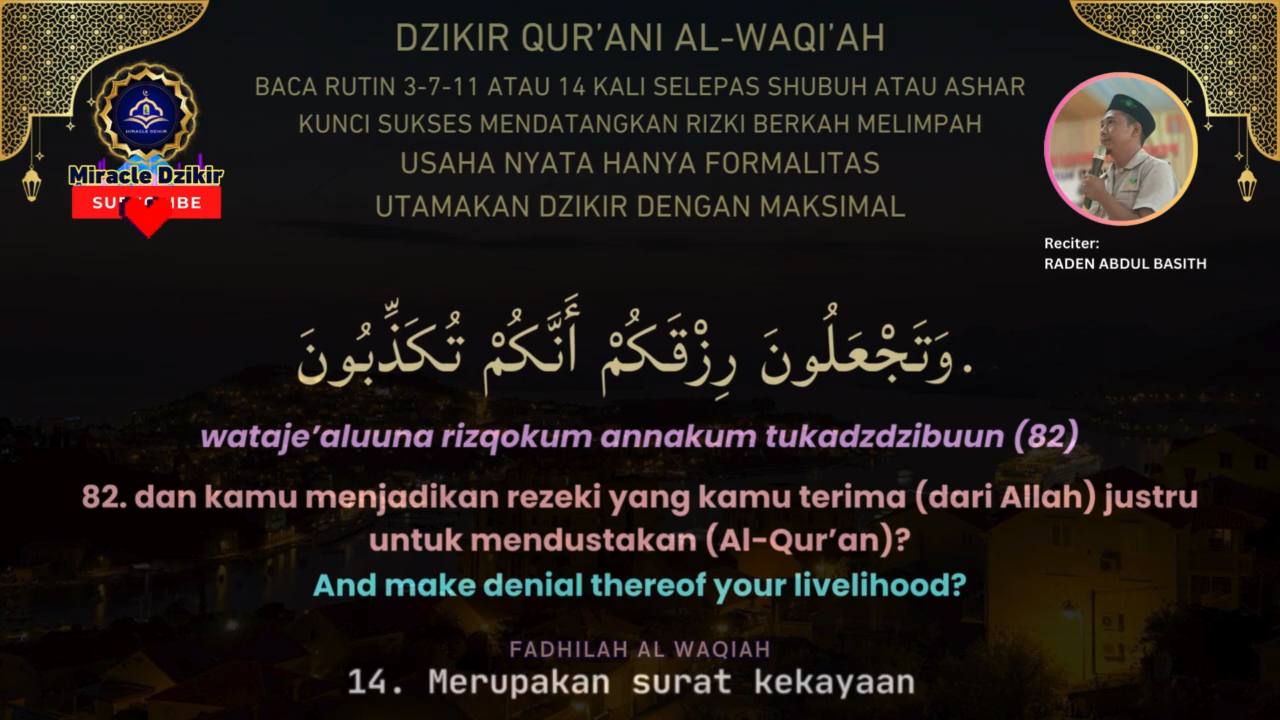 DZIKIR QUR’ANI AL-WAQI’AH
BACA RUTIN 3-7-11 ATAU 14 KALI SELEPAS SHUBUH ATAU ASHAR
KUNCI SUKSES MENDATANGKAN RIZKI BERKAH MELIMPAH
USAHA NYATA HANYA FORMALITAS
UTAMAKAN DZIKIR DENGAN MAKSIMAL
MIRACLE DZIKIR
Miracle Dzikir
Reciter:
RADEN ABDUL BASITH
وَتَجْعَلُونَ رِزْقَكُمْ أَنَّكُمْ تُكَذِّبُونَ.
wataje’aluuna rizqokum annakum tukadzdzibuun (82)
82. dan kamu menjadikan rezeki yang kamu terima (dari Allah) justru
untuk mendustakan (Al-Qur’an)?
And make denial thereof your livelihood?
FADHILAH AL WAQIAH
14. Merupakan surat kekayaan